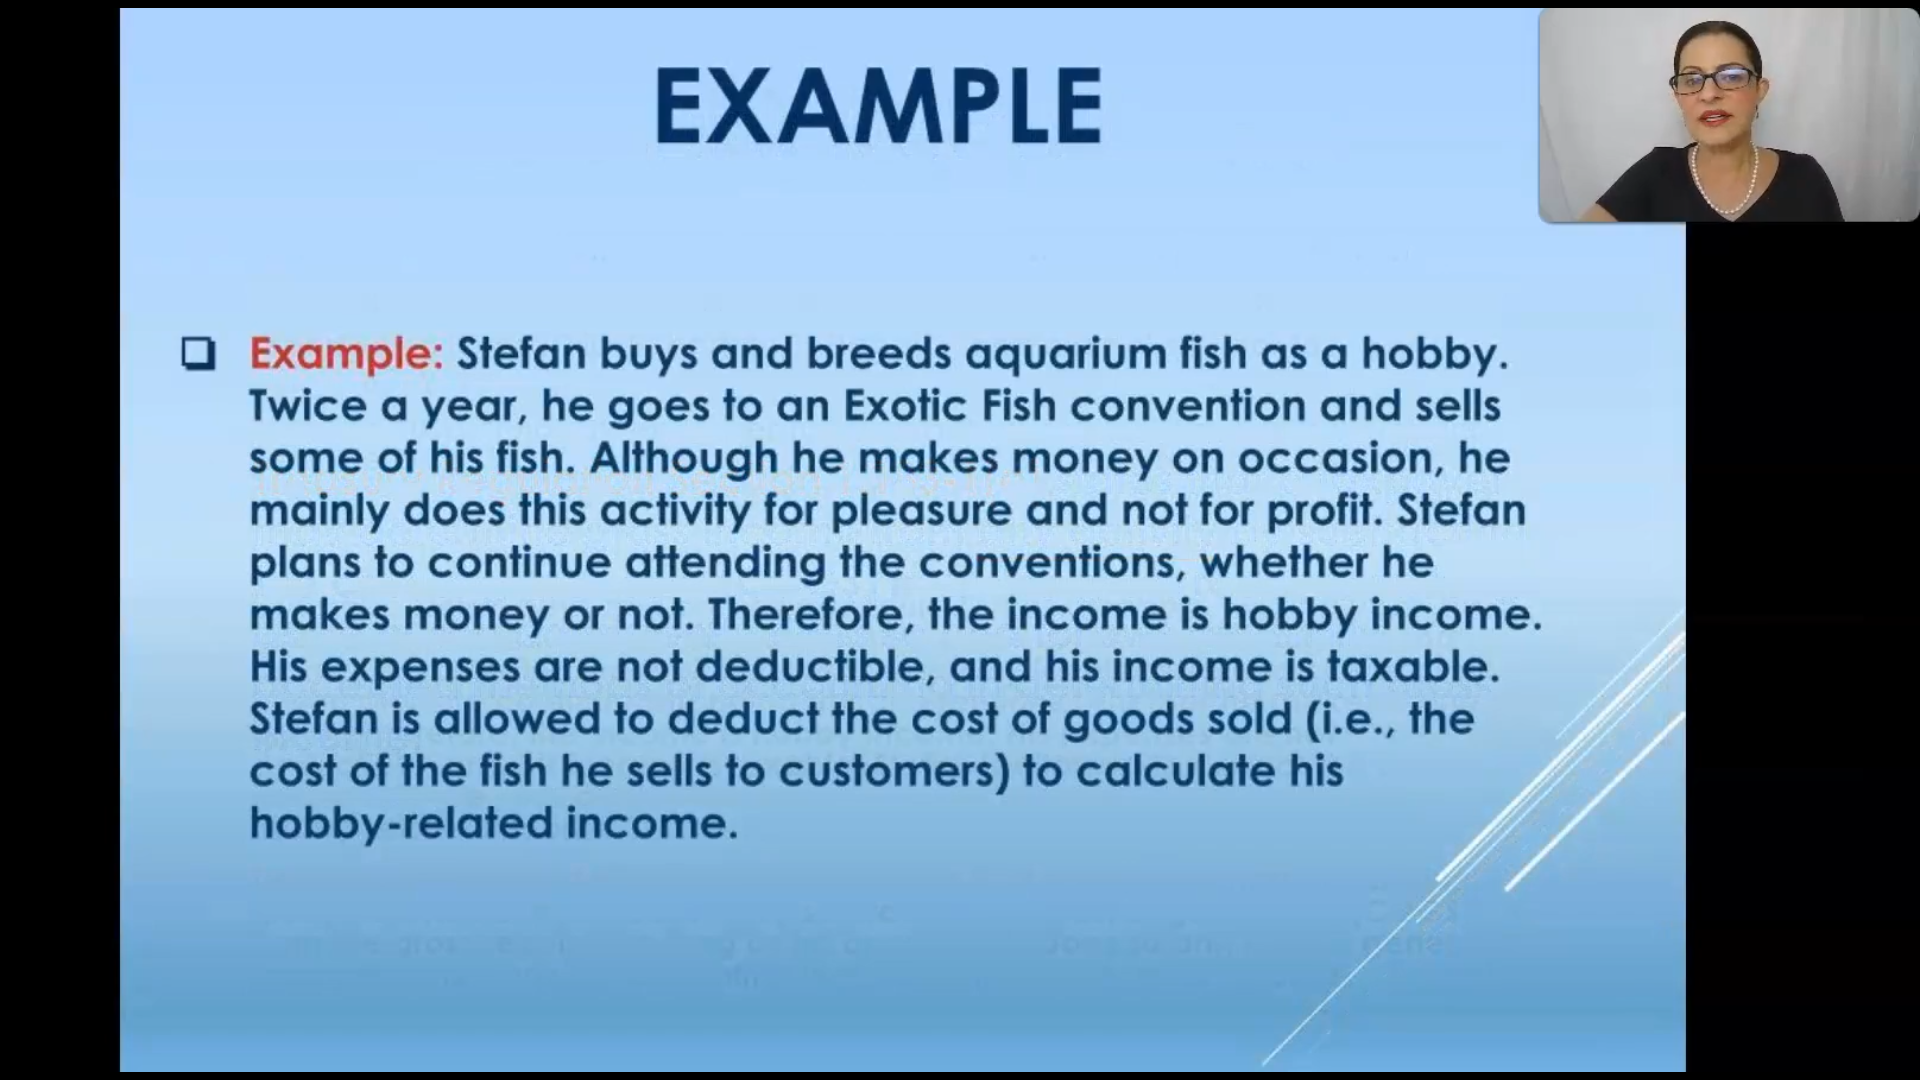 EXAMPLE
Example: Stefan buys and breeds aquarium fish as a hobby.
Twice a year, he goes to an Exotic Fish convention and sells
some of his fish. Although he makes money on occasion, he
mainly does this activity for pleasure and not for profit. Stefan
plans to continue attending the conventions, whether he
makes money or not. Therefore, the income is hobby income.
His expenses are not deductible, and his income is taxable.
Stefan is allowed to deduct the cost of goods sold (i.e., the
cost of the fish he sells to customers) to calculate his
hobby-related income.